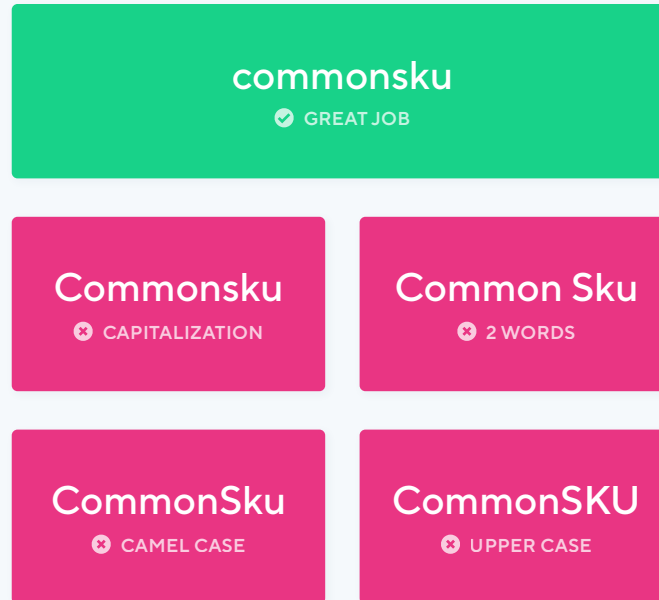 commonsku
GREAT JOB
Commonsku
CAPITALIZATION
Common Sku
2 WORDS
CommonSku
CAMEL CASE
CommonSKU
UPPER CASE